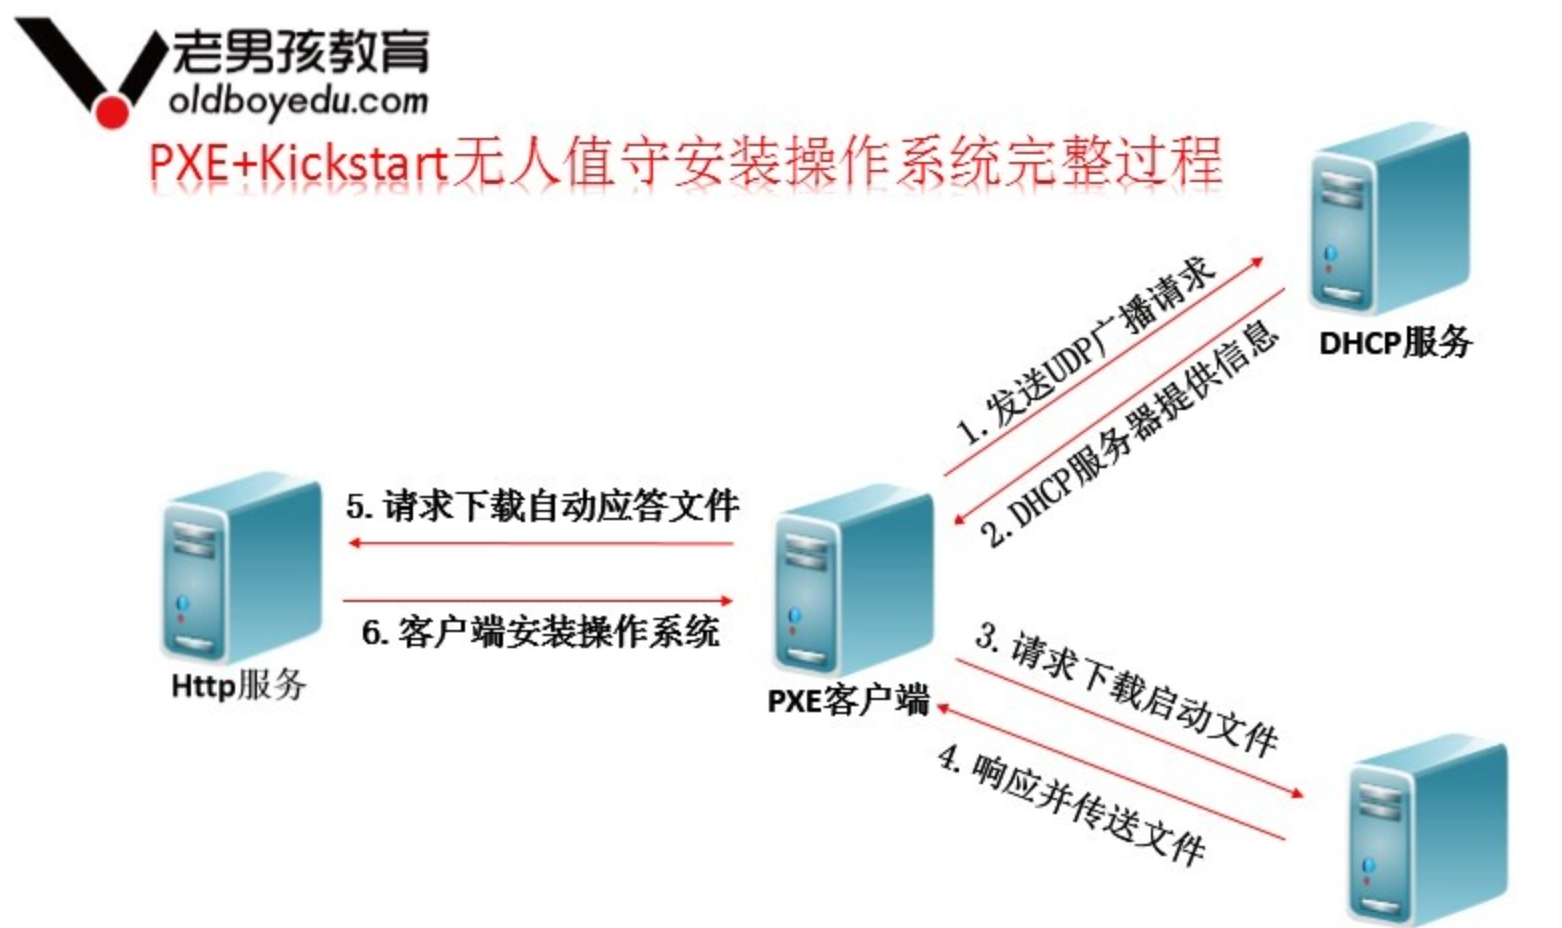 老男孩教育
oldboyedu.com
PXE+Kickstart无人值守安装操作系统完整过程
1.发送UDP广播请求
DHCP服务
2.DHCP服务器提供信息
5.请求下载自动应答文件
6.客户端安装操作系统
Http服务
PXE客户端
3.请求下载启动文件
4.响应并传送文件